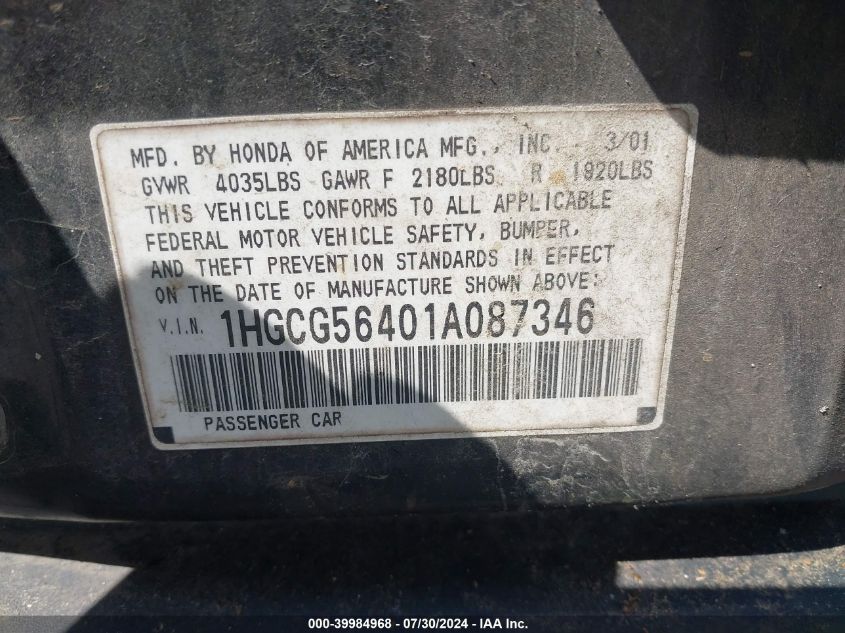 MFD. BY HONDA OF AMERICA MFG., INC. 3/01
GVWR 4035LBS GAWR F 2180LBS R 1920LBS
THIS VEHICLE CONFORMS TO ALL APPLICABLE
FEDERAL MOTOR VEHICLE SAFETY, BUMPER,
AND THEFT PREVENTION STANDARDS IN EFFECT
ON THE DATE OF MANUFACTURE SHOWN ABOVE:
V.I.N. 1HGCG56401A087346
PASSENGER CAR
000-39984968 / 07/30/2024 - IAAI.com